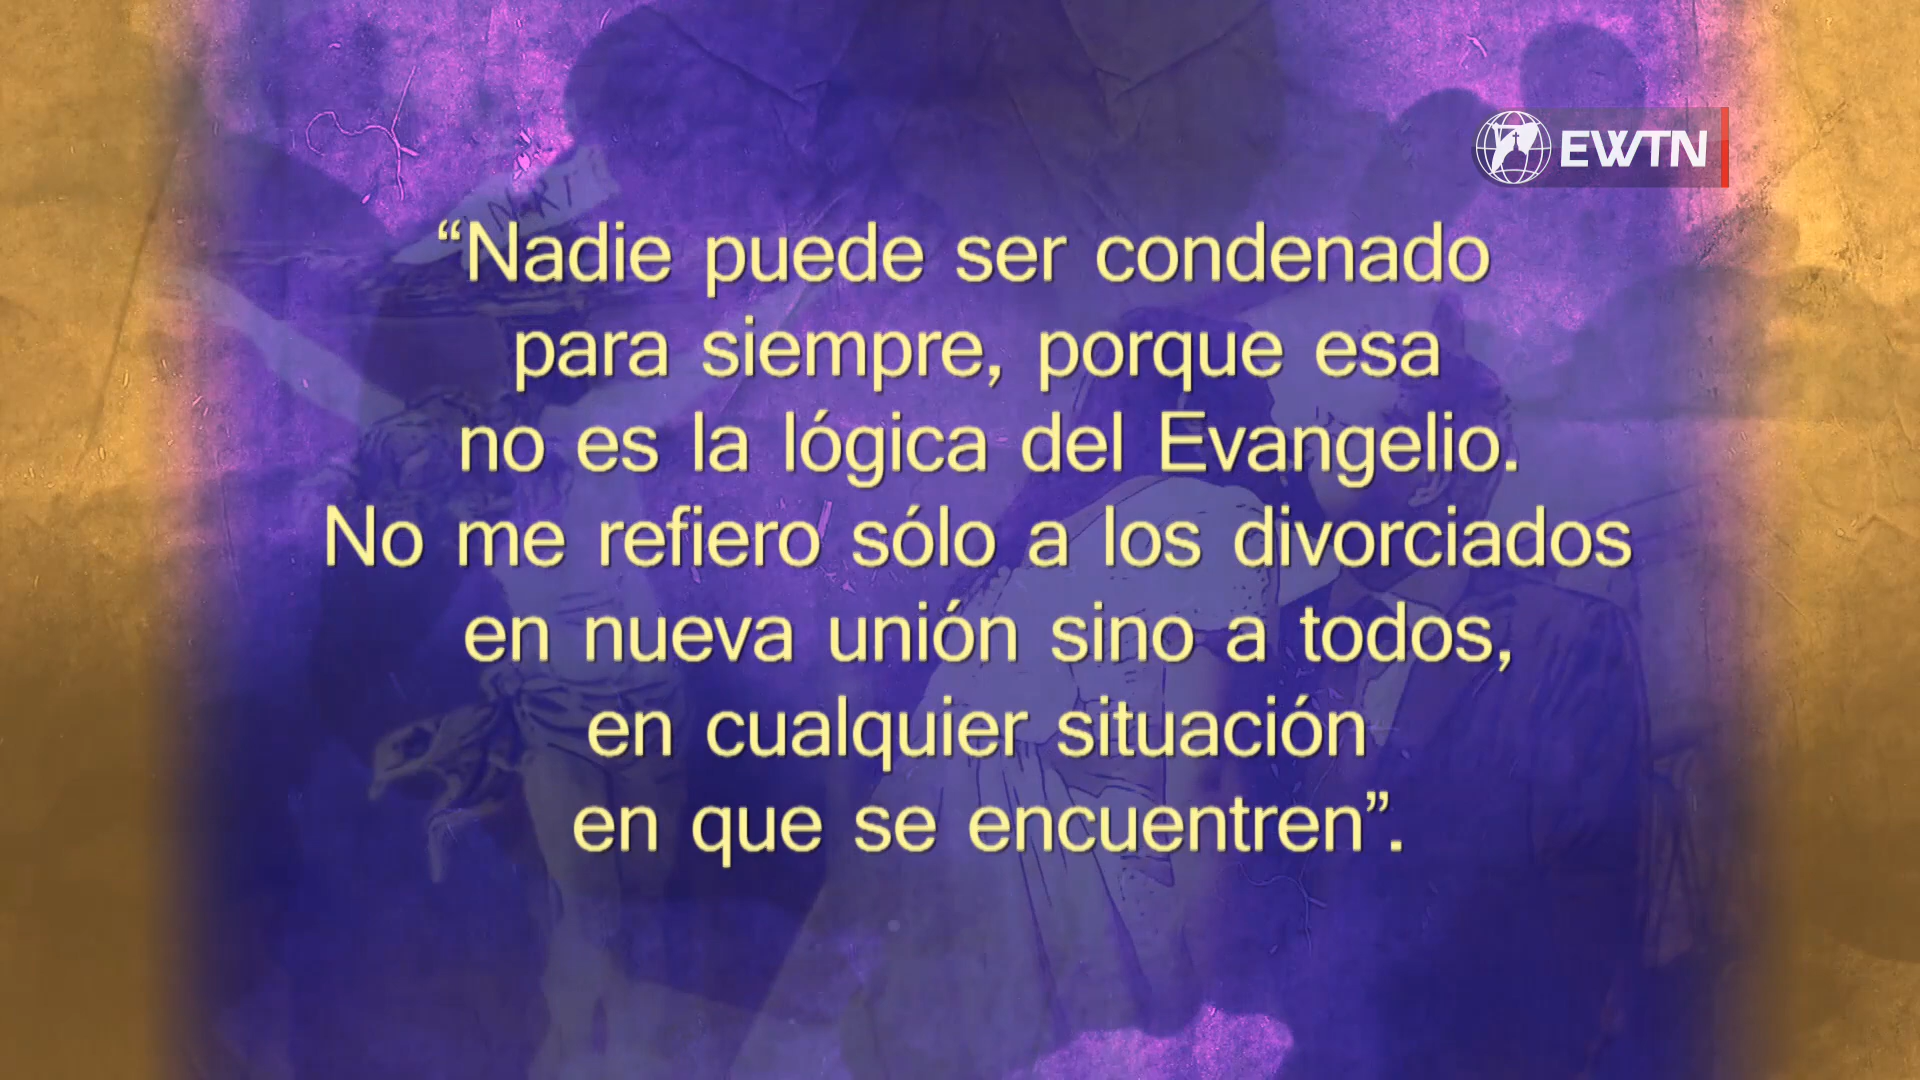 EWTN
“Nadie puede ser condenado
para siempre, porque esa
no es la lógica del Evangelio.
No me refiero sólo a los divorciados
en nueva unión sino a todos,
en cualquier situación
en que se encuentren”.